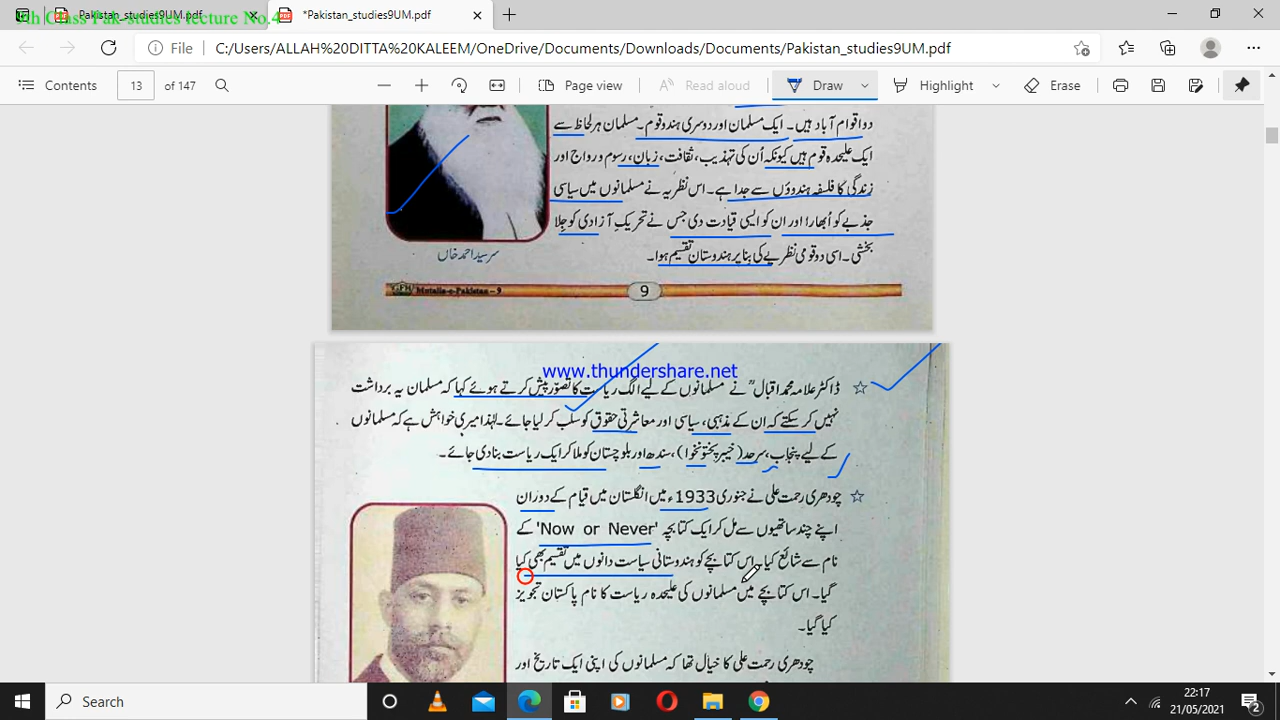 9th Class Pak-studies lecture No.4
Pakistan_studies9UM.pdf
*Pakistan_studies9UM.pdf
File
C:/Users/ALLAH%20DITTA%20KALEEM/OneDrive/Documents/Downloads/Documents/Pakistan_studies9UM.pdf
Contents
13
of 147
Page view
Read aloud
Draw
Highlight
Erase
دو اقوام آباد ہیں۔ ایک مسلمان اور دوسری ہندو قوم۔ مسلمان ہر لحاظ سے
ایک علیحدہ قوم ہیں کیونکہ اُن کی تہذیب، ثقافت، زبان، رسوم و رواج اور
زندگی کا فلسفہ ہندوؤں سے جدا ہے۔ اس نظریہ نے مسلمانوں میں سیاسی
جذبے کو اُبھارا اور ان کو ایسی قیادت دی جس نے تحریکِ آزادی کو جِلا
بخشی۔ اسی دو قومی نظریے کی بنا پر ہندوستان تقسیم ہوا۔
سرسید احمد خاں
Mutalia-e-Pakistan – 9
9
www.thundershare.net
☆ ڈاکٹر علامہ محمد اقبالؒ نے مسلمانوں کے لیے الگ ریاست کا تصوّر پیش کرتے ہوئے کہا کہ مسلمان یہ برداشت
نہیں کر سکتے کہ ان کے مذہبی، سیاسی اور معاشرتی حقوق کو سلب کر لیا جائے۔ لہٰذا میری خواہش ہے کہ مسلمانوں
کے لیے پنجاب، سرحد (خیبر پختونخوا)، سندھ اور بلوچستان کو ملا کر ایک ریاست بنا دی جائے۔
☆ چودھری رحمت علی نے جنوری 1933ء میں انگلستان میں قیام کے دوران
اپنے چند ساتھیوں سے مل کر ایک کتابچہ 'Now or Never' کے
نام سے شائع کیا۔ اس کتابچے کو ہندوستانی سیاست دانوں میں تقسیم بھی کیا
گیا۔ اس کتابچے میں مسلمانوں کی علیحدہ ریاست کا نام پاکستان تجویز
کیا گیا۔
چودھری رحمت علی کا خیال تھا کہ مسلمانوں کی اپنی ایک تاریخ اور
Search
22:17
21/05/2021
2